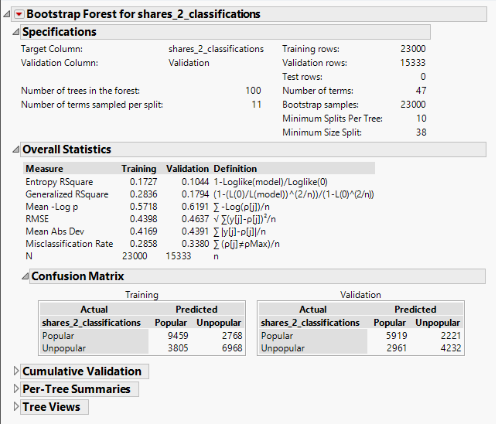 Bootstrap Forest for shares_2_classifications
Specifications
Target Column: shares_2_classifications Training rows: 23000
Validation Column: Validation Validation rows: 15333
Test rows: 0
Number of trees in the forest: 100 Number of terms: 47
Number of terms sampled per split: 11 Bootstrap samples: 23000
Minimum Splits Per Tree: 10
Minimum Size Split: 38
Overall Statistics
Measure Training Validation Definition
Entropy RSquare 0.1727 0.1044 1-Loglike(model)/Loglike(0)
Generalized RSquare 0.2836 0.1794 (1-(L(0)/L(model))^(2/n))/(1-L(0)^(2/n))
Mean -Log p 0.5718 0.6191 ∑ -Log(ρ[j])/n
RMSE 0.4398 0.4637 √ ∑(y[j]-ρ[j])²/n
Mean Abs Dev 0.4169 0.4391 ∑ |y[j]-ρ[j]|/n
Misclassification Rate 0.2858 0.3380 ∑ (ρ[j]≠ρMax)/n
N 23000 15333 n
Confusion Matrix
Training
Actual Predicted
shares_2_classifications Popular Unpopular
Popular 9459 2768
Unpopular 3805 6968
Validation
Actual Predicted
shares_2_classifications Popular Unpopular
Popular 5919 2221
Unpopular 2961 4232
Cumulative Validation
Per-Tree Summaries
Tree Views